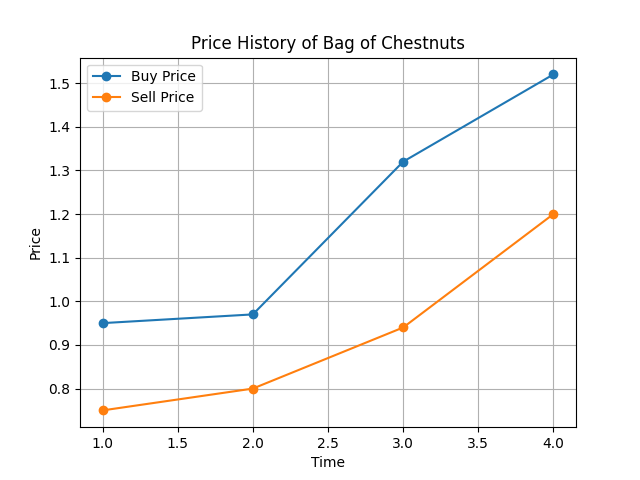 Price History of Bag of Chestnuts
Buy Price
Sell Price
1.5
1.4
1.3
1.2
1.1
1.0
0.9
0.8
Price
1.0 1.5 2.0 2.5 3.0 3.5 4.0
Time